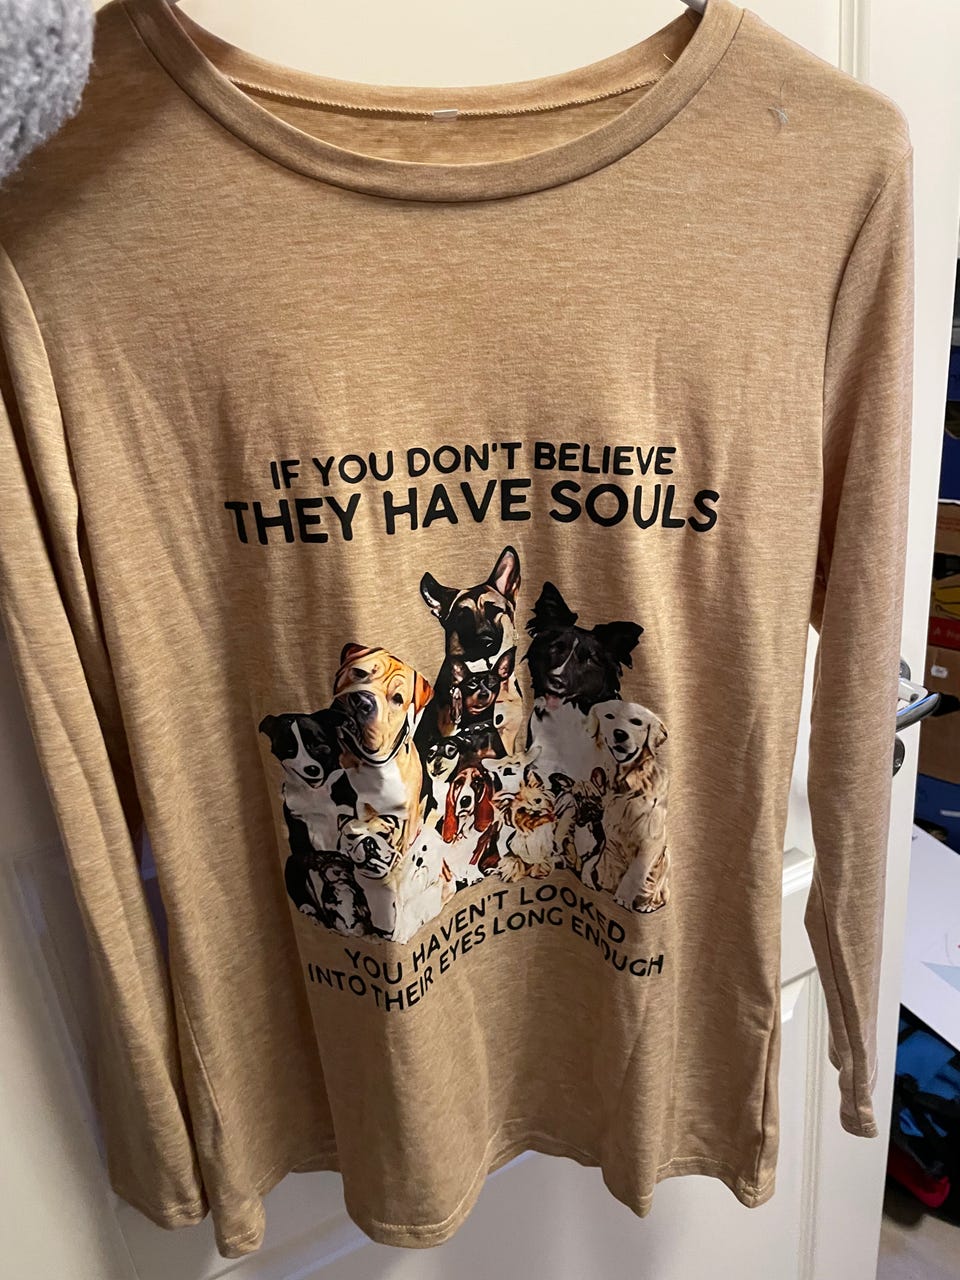 IF YOU DON'T BELIEVE
THEY HAVE SOULS
YOU HAVEN'T LOOKED
INTO THEIR EYES LONG ENOUGH